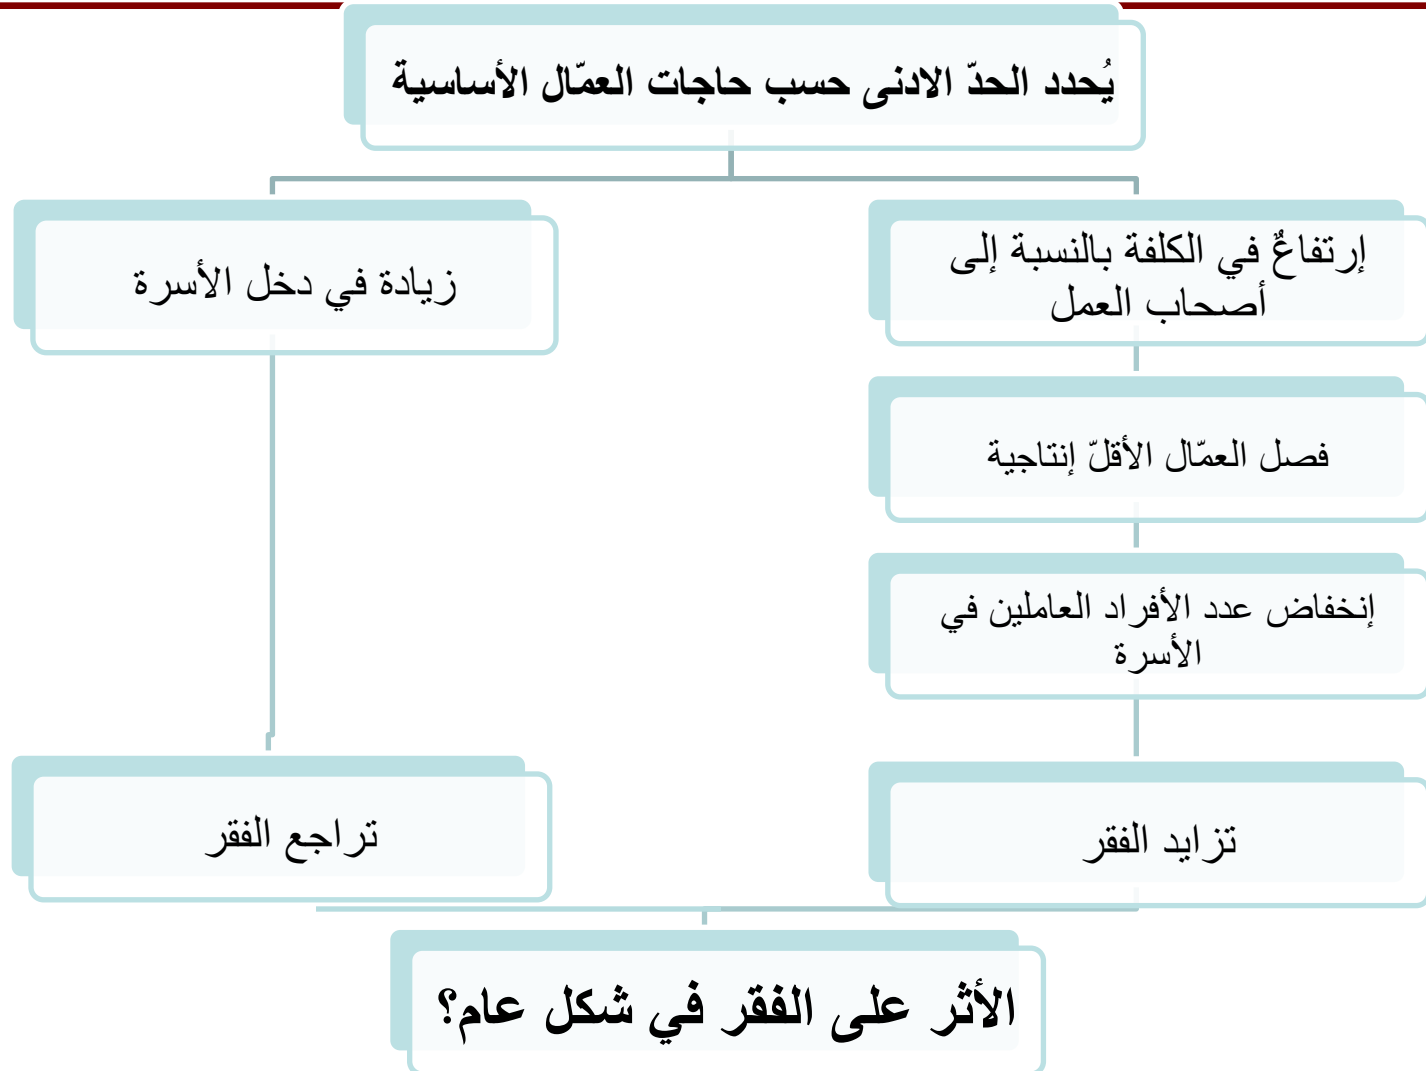 يُحدد الحدّ الادنى حسب حاجات العمّال الأساسية
إرتفاعٌ في الكلفة بالنسبة إلى
أصحاب العمل
زيادة في دخل الأسرة
فصل العمّال الأقلّ إنتاجية
إنخفاض عدد الأفراد العاملين في
الأسرة
تزايد الفقر
تراجع الفقر
الأثر على الفقر في شكل عام؟